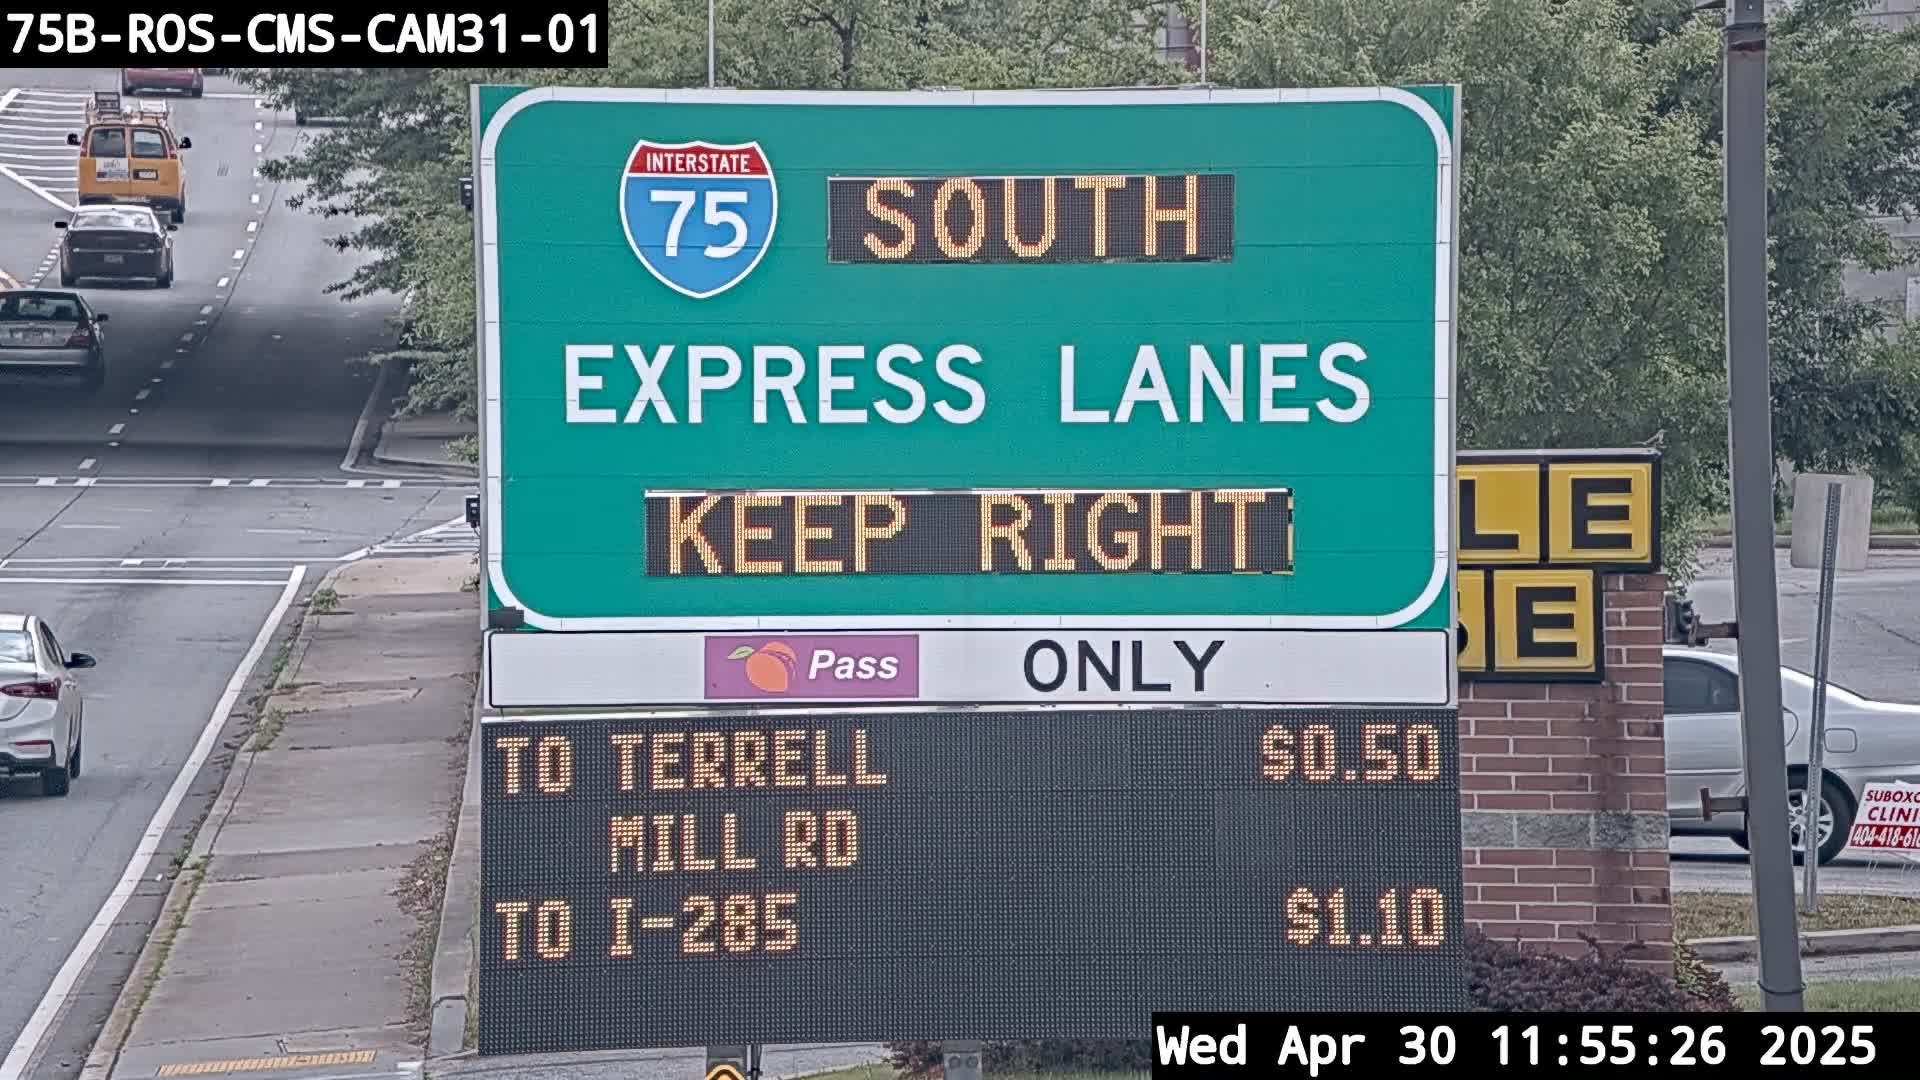 75B-ROS-CMS-CAM31-01
INTERSTATE
75
SOUTH
EXPRESS LANES
KEEP RIGHT
Pass ONLY
TO TERRELL $0.50
MILL RD
TO I-285 $1.10
LE
E
CLINIC
Wed Apr 30 11:55:26 2025